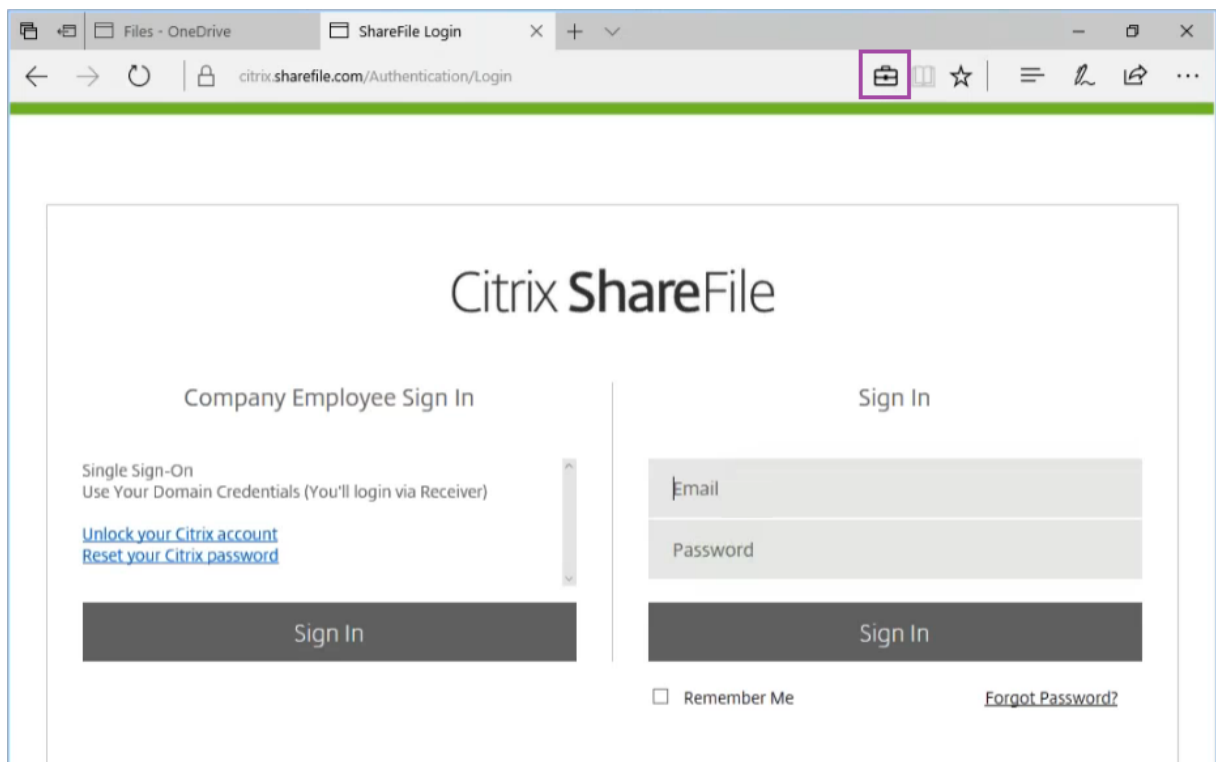 Files - OneDrive
ShareFile Login
citrix.sharefile.com/Authentication/Login
Citrix ShareFile
Company Employee Sign In
Single Sign-On
Use Your Domain Credentials (You'll login via Receiver)
Unlock your Citrix account
Reset your Citrix password
Sign In
Sign In
Email
Password
Sign In
Remember Me
Forgot Password?